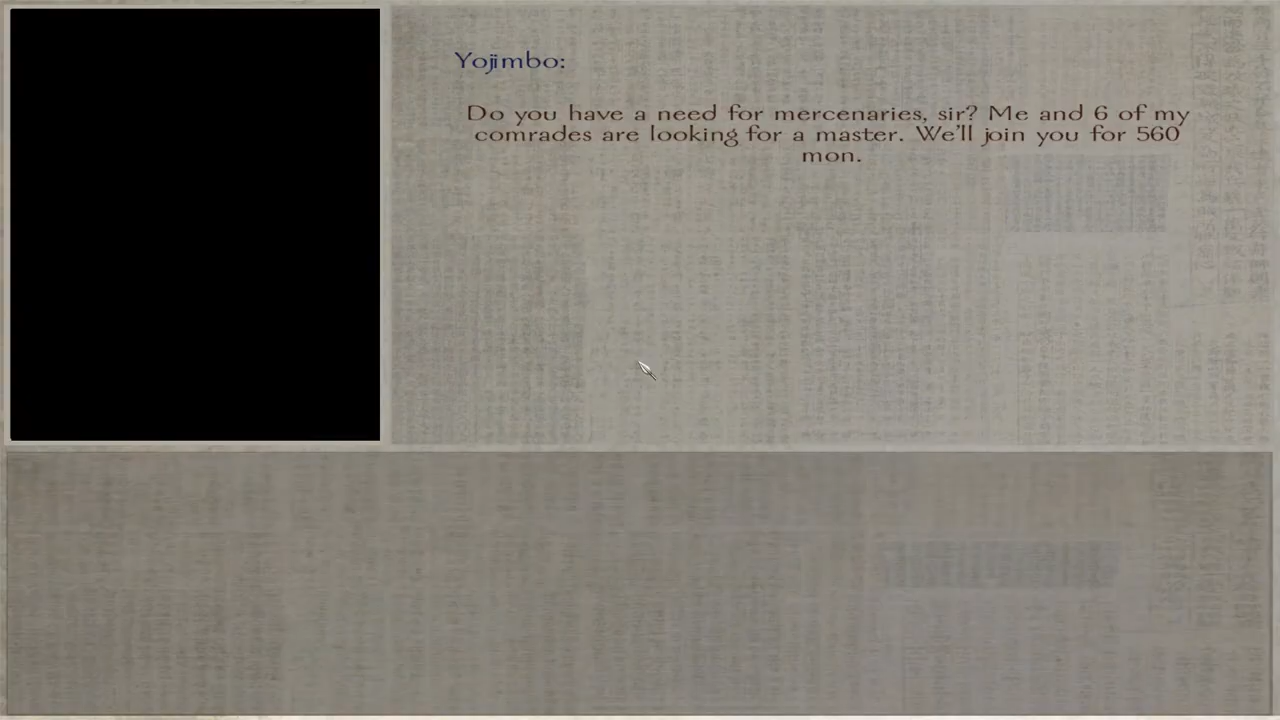 Yojimbo:
Do you have a need for mercenaries, sir? Me and 6 of my
comrades are looking for a master. We'll join you for 560
mon.